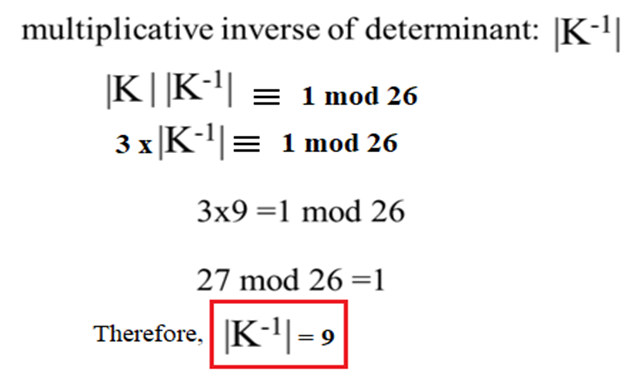 multiplicative inverse of determinant: |K⁻¹|
|K| |K⁻¹| ≡ 1 mod 26
3 x |K⁻¹| ≡ 1 mod 26
3x9 =1 mod 26
27 mod 26 =1
Therefore, |K⁻¹| = 9